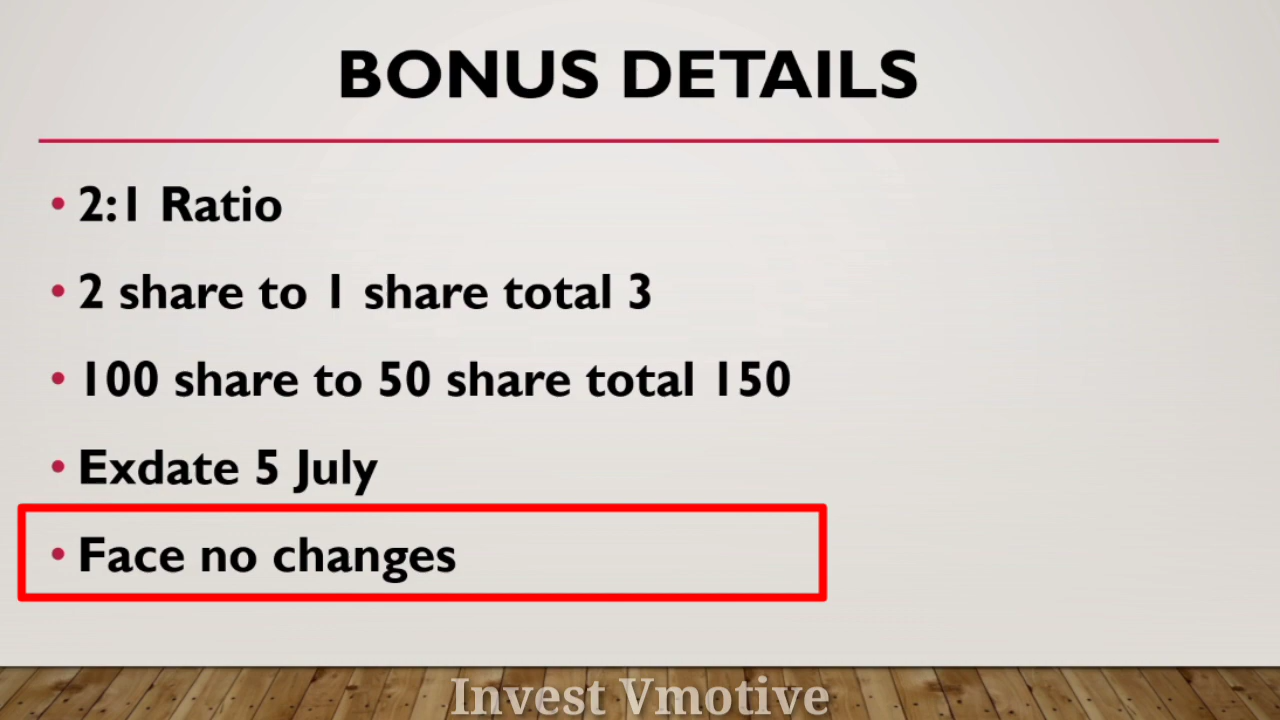 BONUS DETAILS
• 2:1 Ratio
• 2 share to 1 share total 3
• 100 share to 50 share total 150
• Exdate 5 July
• Face no changes
Invest Vmotive